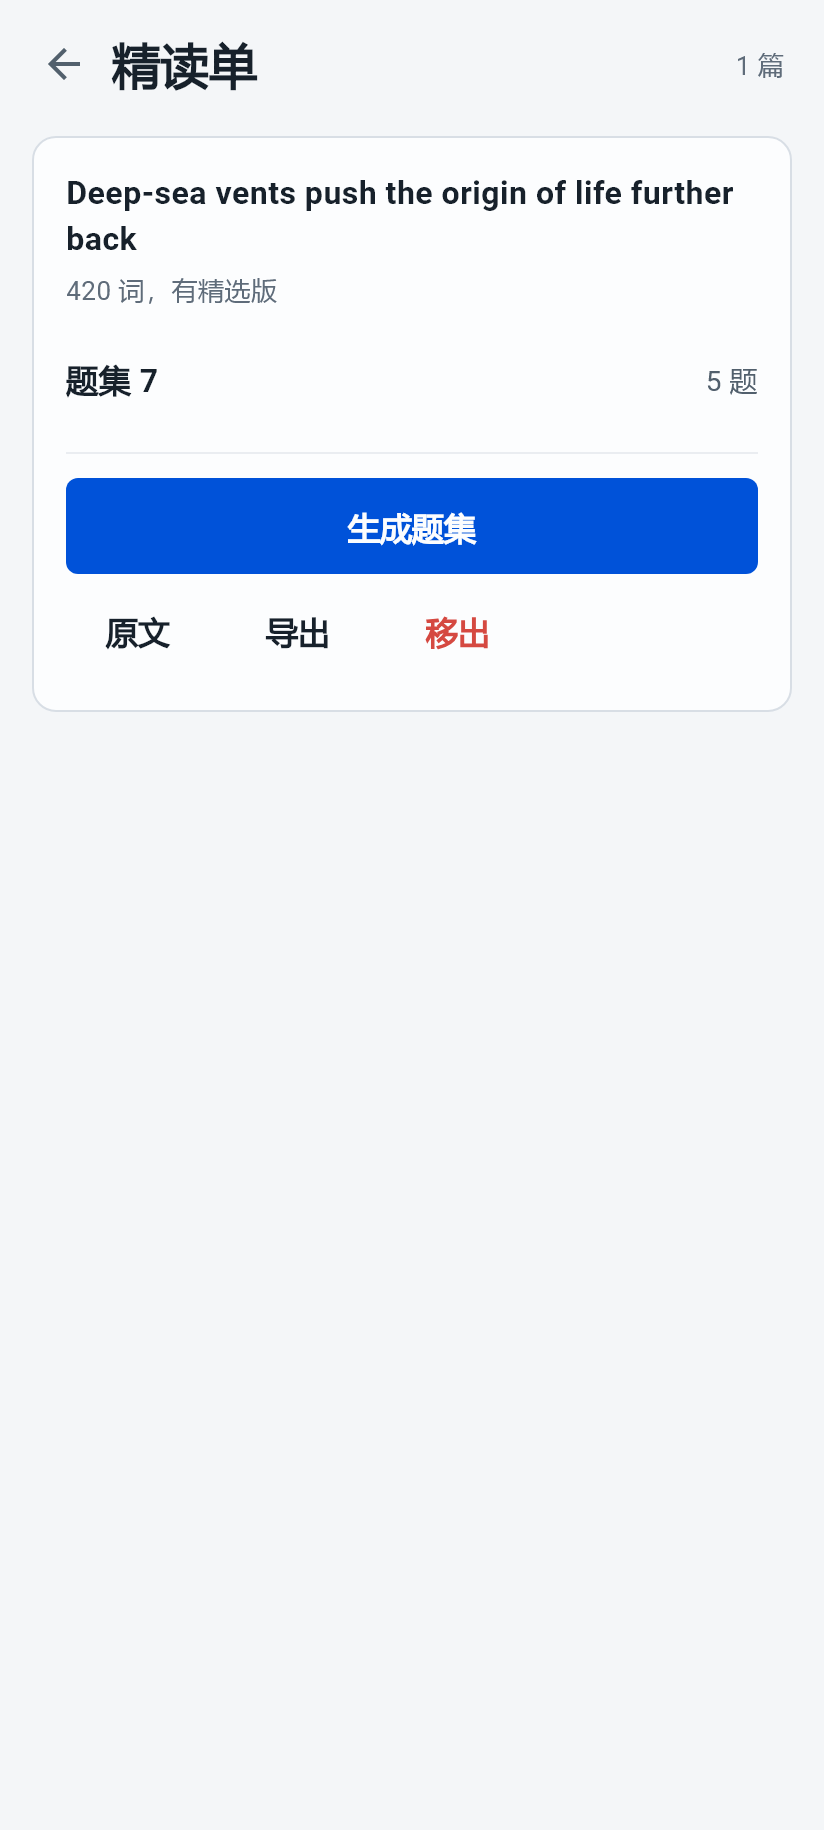 精读单
1 篇
Deep-sea vents push the origin of life further
back
420 词，有精选版
题集 7
5 题
生成题集
原文
导出
移出